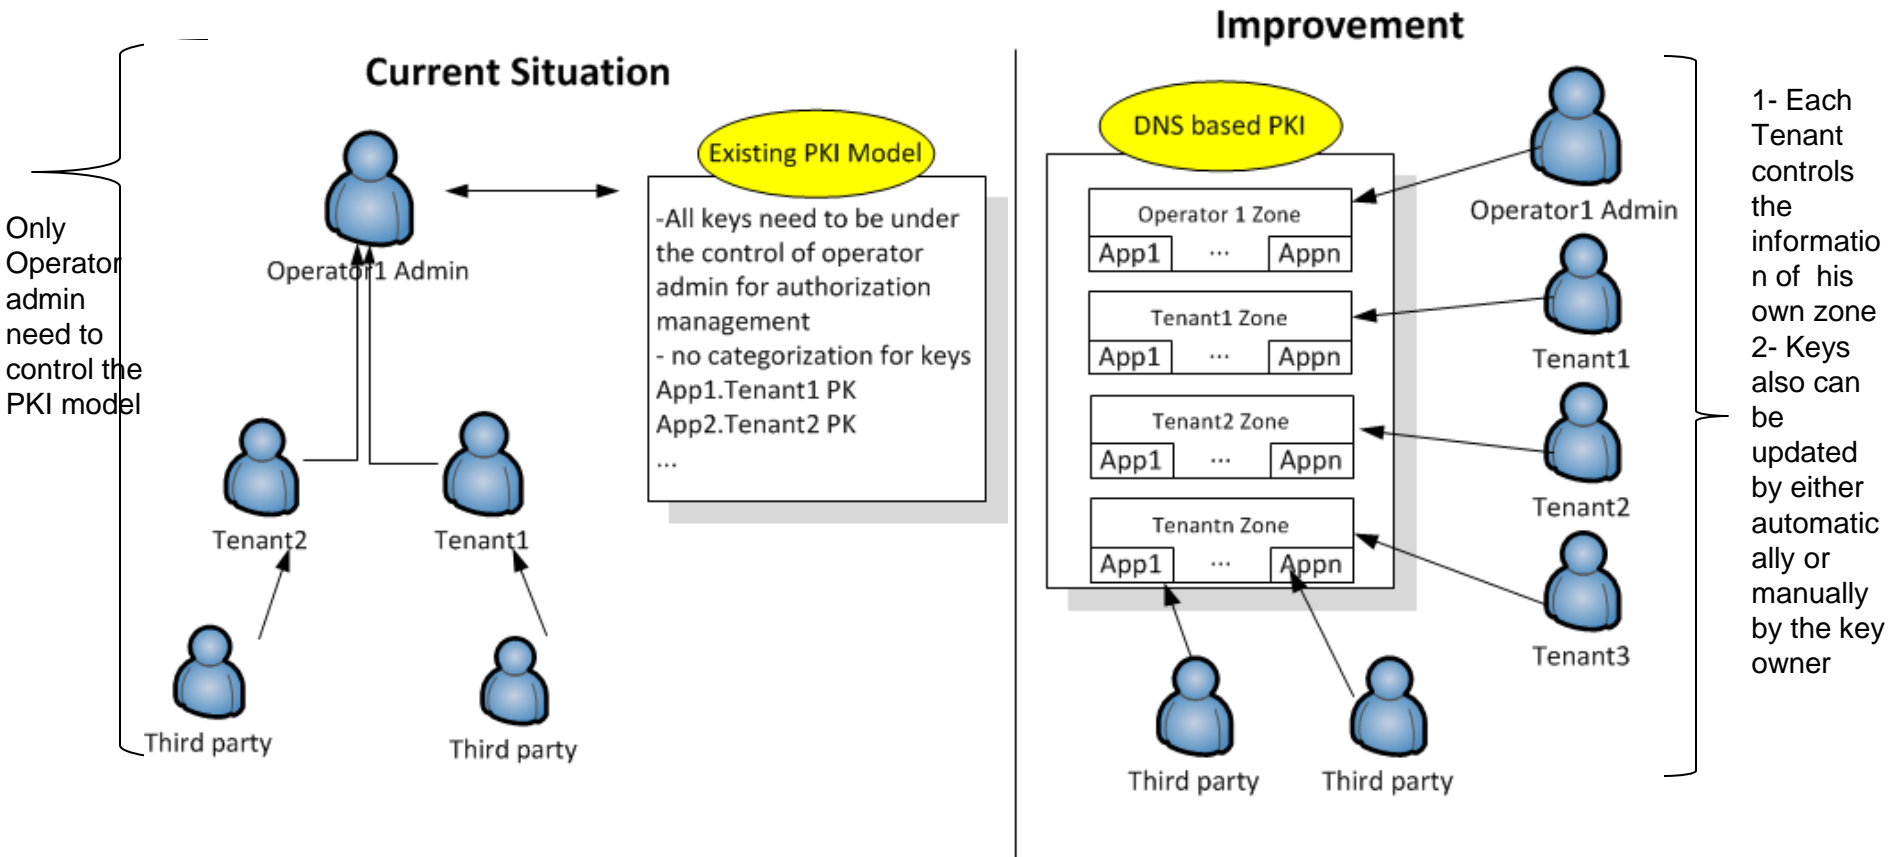 Current Situation
Only
Operator
admin
need to
control the
PKI model
Operator1 Admin
Tenant2
Tenant1
Third party
Third party
Existing PKI Model
-All keys need to be under
the control of operator
admin for authorization
management
- no categorization for keys
App1.Tenant1 PK
App2.Tenant2 PK
...
Improvement
DNS based PKI
Operator 1 Zone
App1 ... Appn
Tenant1 Zone
App1 ... Appn
Tenant2 Zone
App1 ... Appn
Tenantn Zone
App1 ... Appn
Operator1 Admin
Tenant1
Tenant2
Tenant3
Third party
Third party
1- Each
Tenant
controls
the
informatio
n of his
own zone
2- Keys
also can
be
updated
by either
automatic
ally or
manually
by the key
owner